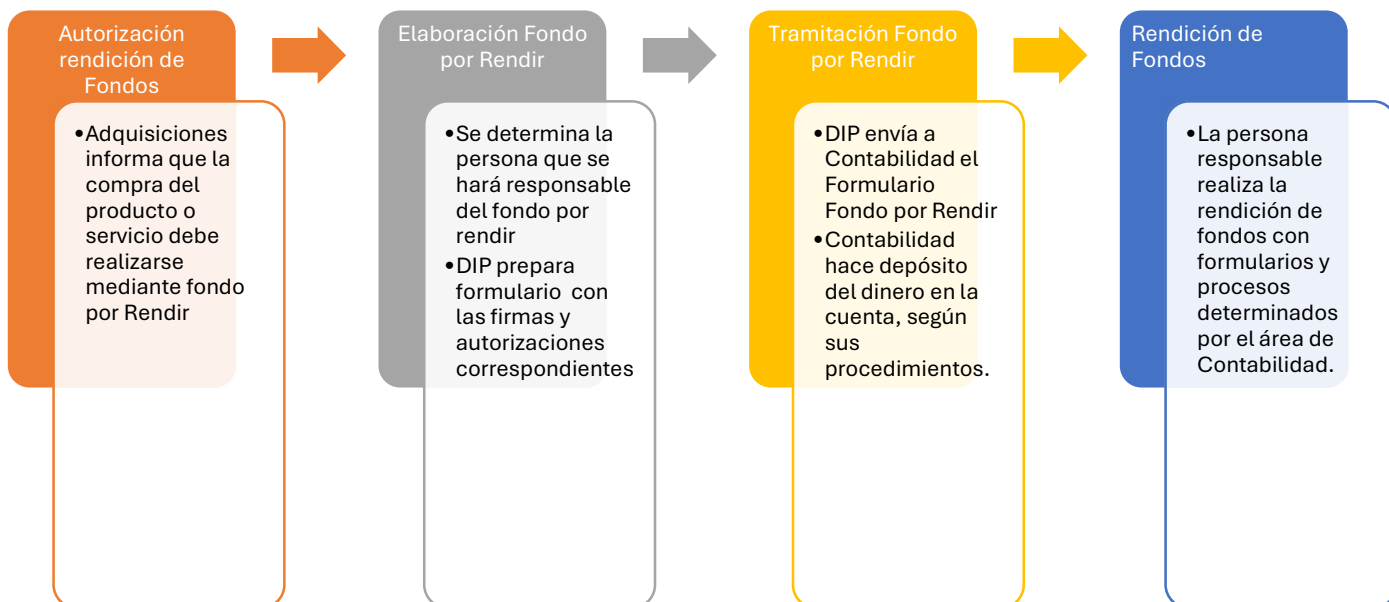 Autorización
rendición de
Fondos
•Adquisiciones
informa que la
compra del
producto o
servicio debe
realizarse
mediante fondo
por Rendir
Elaboración Fondo
por Rendir
•Se determina la
persona que se
hará responsable
del fondo por
rendir
•DIP prepara
formulario con
las firmas y
autorizaciones
correspondientes
Tramitación Fondo
por Rendir
•DIP envía a
Contabilidad el
Formulario
Fondo por Rendir
•Contabilidad
hace depósito
del dinero en la
cuenta, según
sus
procedimientos.
Rendición de
Fondos
•La persona
responsable
realiza la
rendición de
fondos con
formularios y
procesos
determinados
por el área de
Contabilidad.